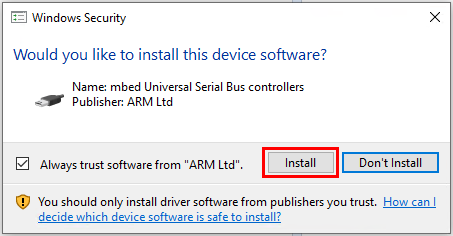 Windows Security
Would you like to install this device software?
Name: mbed Universal Serial Bus controllers
Publisher: ARM Ltd
Always trust software from "ARM Ltd".
Install
Don't Install
You should only install driver software from publishers you trust. How can I
decide which device software is safe to install?